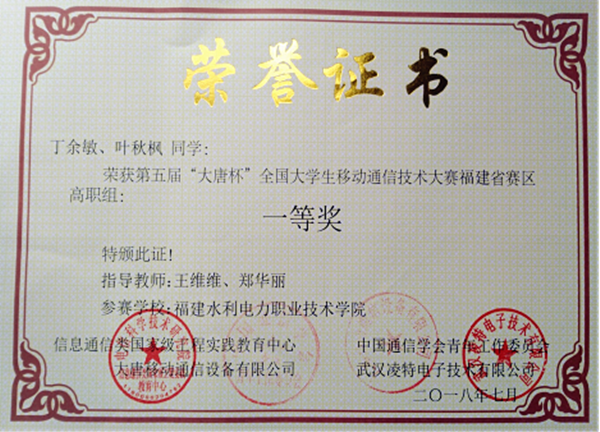 荣誉证书
丁余敏、叶秋枫 同学:
荣获第五届“大唐杯”全国大学生移动通信技术大赛福建省赛区
高职组:
一等奖
特颁此证!
指导教师:王维维、郑华丽
参赛学校:福建水利电力职业技术学院
信息通信类国家级工程实践教育中心
中国通信学会青年工作委员会
大唐移动通信设备有限公司
武汉凌特电子技术有限公司
二〇一八年七月